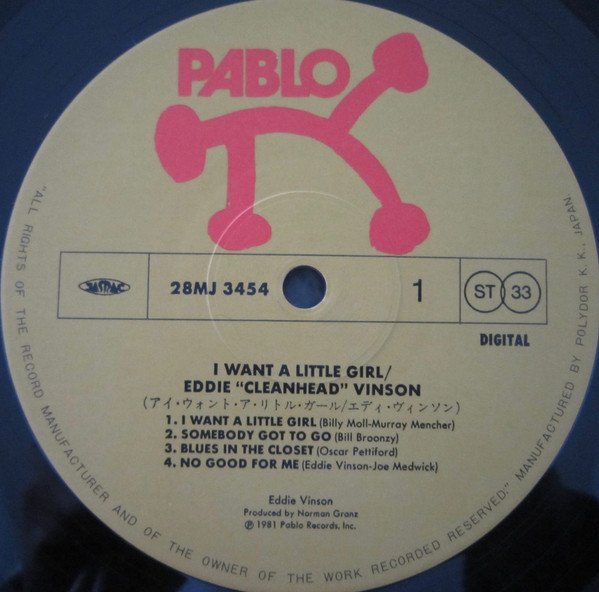 PABLO
JASRAC
28MJ 3454
1
ST 33
DIGITAL
I WANT A LITTLE GIRL/
EDDIE “CLEANHEAD” VINSON
(アイ・ウォント・ア・リトル・ガール/エディ・ヴィンソン)
1. I WANT A LITTLE GIRL (Billy Moll-Murray Mencher)
2. SOMEBODY GOT TO GO (Bill Broonzy)
3. BLUES IN THE CLOSET (Oscar Pettiford)
4. NO GOOD FOR ME (Eddie Vinson-Joe Medwick)
Eddie Vinson
Produced by Norman Granz
℗ 1981 Pablo Records, Inc.
"ALL RIGHTS OF THE RECORD MANUFACTURER AND OF THE OWNER OF THE WORK RECORDED RESERVED." MANUFACTURED BY POLYDOR K.K., JAPAN.